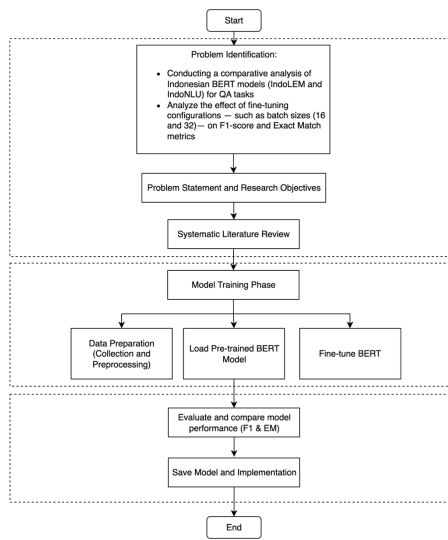 Start
Problem Identification:
• Conducting a comparative analysis of
Indonesian BERT models (IndoLEM and
IndoNLU) for QA tasks
• Analyze the effect of fine-tuning
configurations — such as batch sizes (16
and 32)— on F1-score and Exact Match
metrics
Problem Statement and Research Objectives
Systematic Literature Review
Model Training Phase
Data Preparation
(Collection and
Preprocessing)
Load Pre-trained BERT
Model
Fine-tune BERT
Evaluate and compare model
performance (F1 & EM)
Save Model and Implementation
End